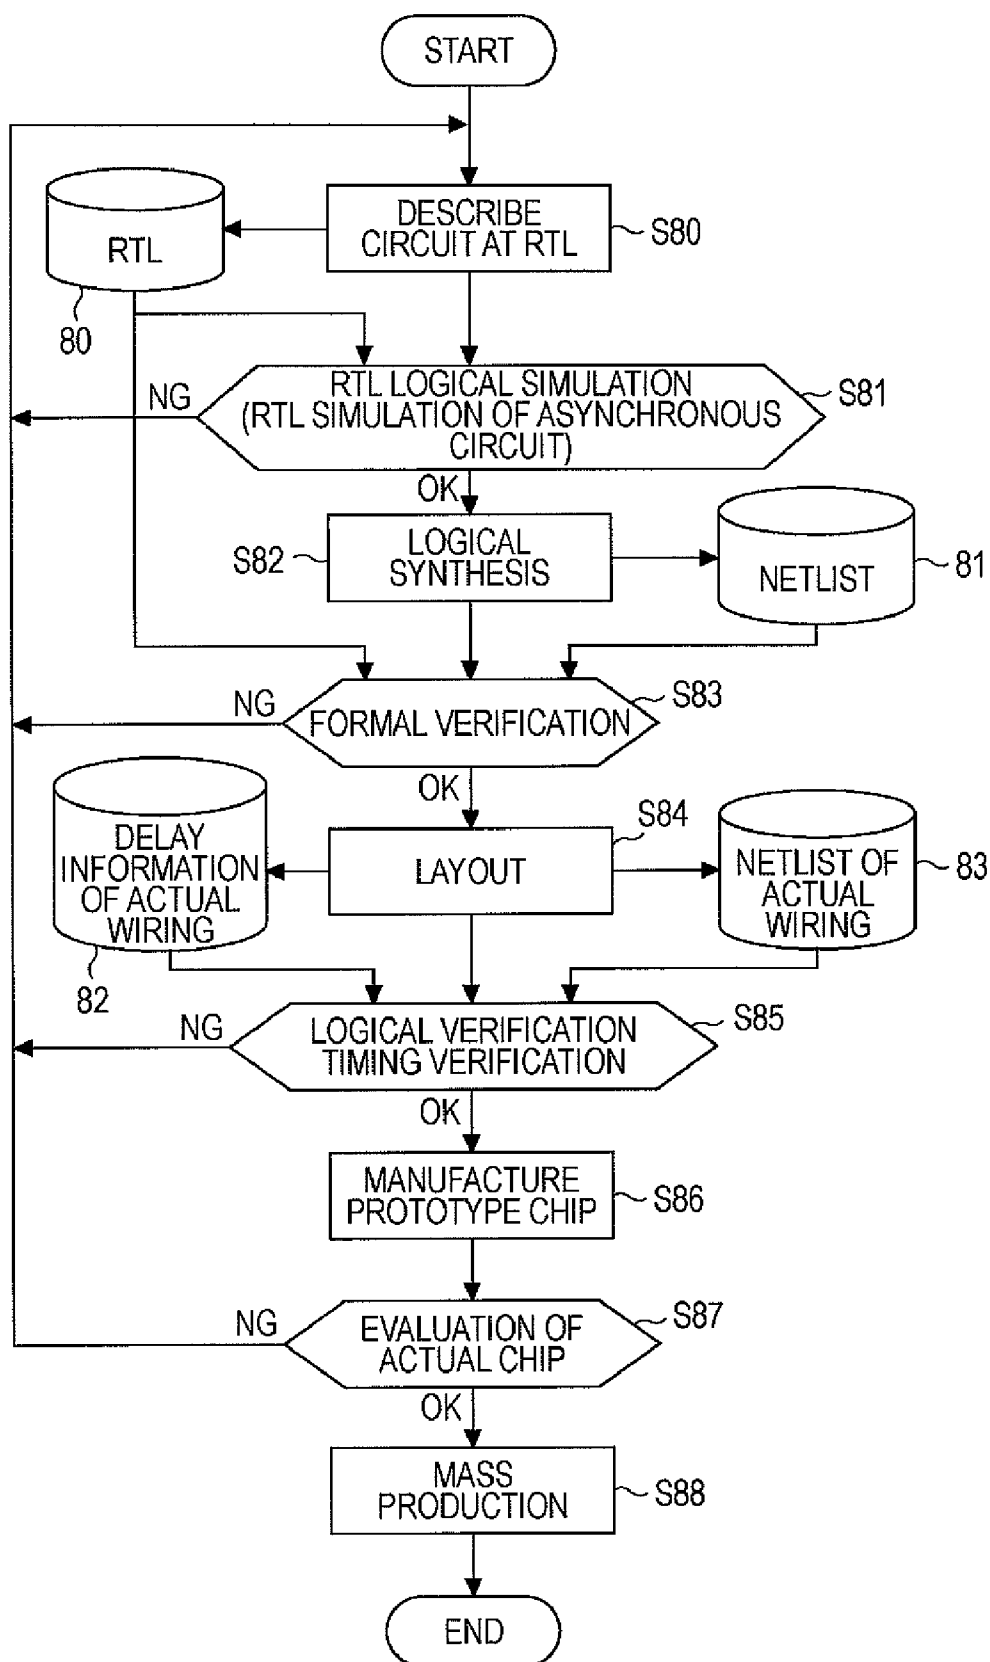 START
DESCRIBE
CIRCUIT AT RTL
S80
RTL
80
RTL LOGICAL SIMULATION
(RTL SIMULATION OF ASYNCHRONOUS
CIRCUIT)
S81
NG
OK
LOGICAL
SYNTHESIS
S82
NETLIST
81
FORMAL VERIFICATION
S83
NG
OK
DELAY
INFORMATION
OF ACTUAL
WIRING
82
LAYOUT
S84
NETLIST OF
ACTUAL
WIRING
83
LOGICAL VERIFICATION
TIMING VERIFICATION
S85
NG
OK
MANUFACTURE
PROTOTYPE CHIP
S86
EVALUATION OF
ACTUAL CHIP
S87
NG
OK
MASS
PRODUCTION
S88
END